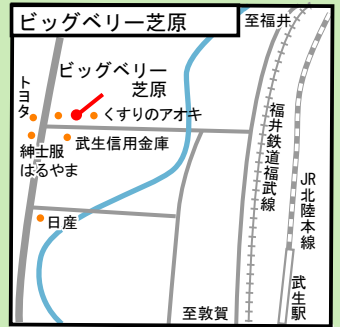 ビッグベリー芝原
至福井
ビッグベリー
芝原
トヨタ
くすりのアオキ
武生信用金庫
紳士服
はるやま
福井鉄道福武線
JR北陸本線
日産
武生駅
至敦賀